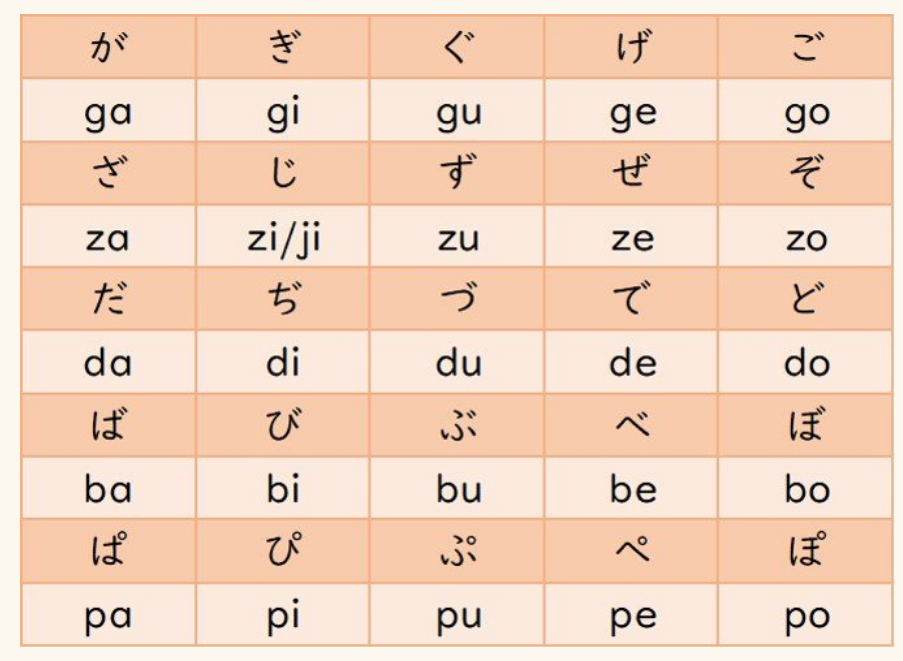 が ぎ ぐ げ ご
ga gi gu ge go
ざ じ ず ぜ ぞ
za zi/ji zu ze zo
だ ぢ づ で ど
da di du de do
ば び ぶ べ ぼ
ba bi bu be bo
ぱ ぴ ぷ ぺ ぽ
pa pi pu pe po